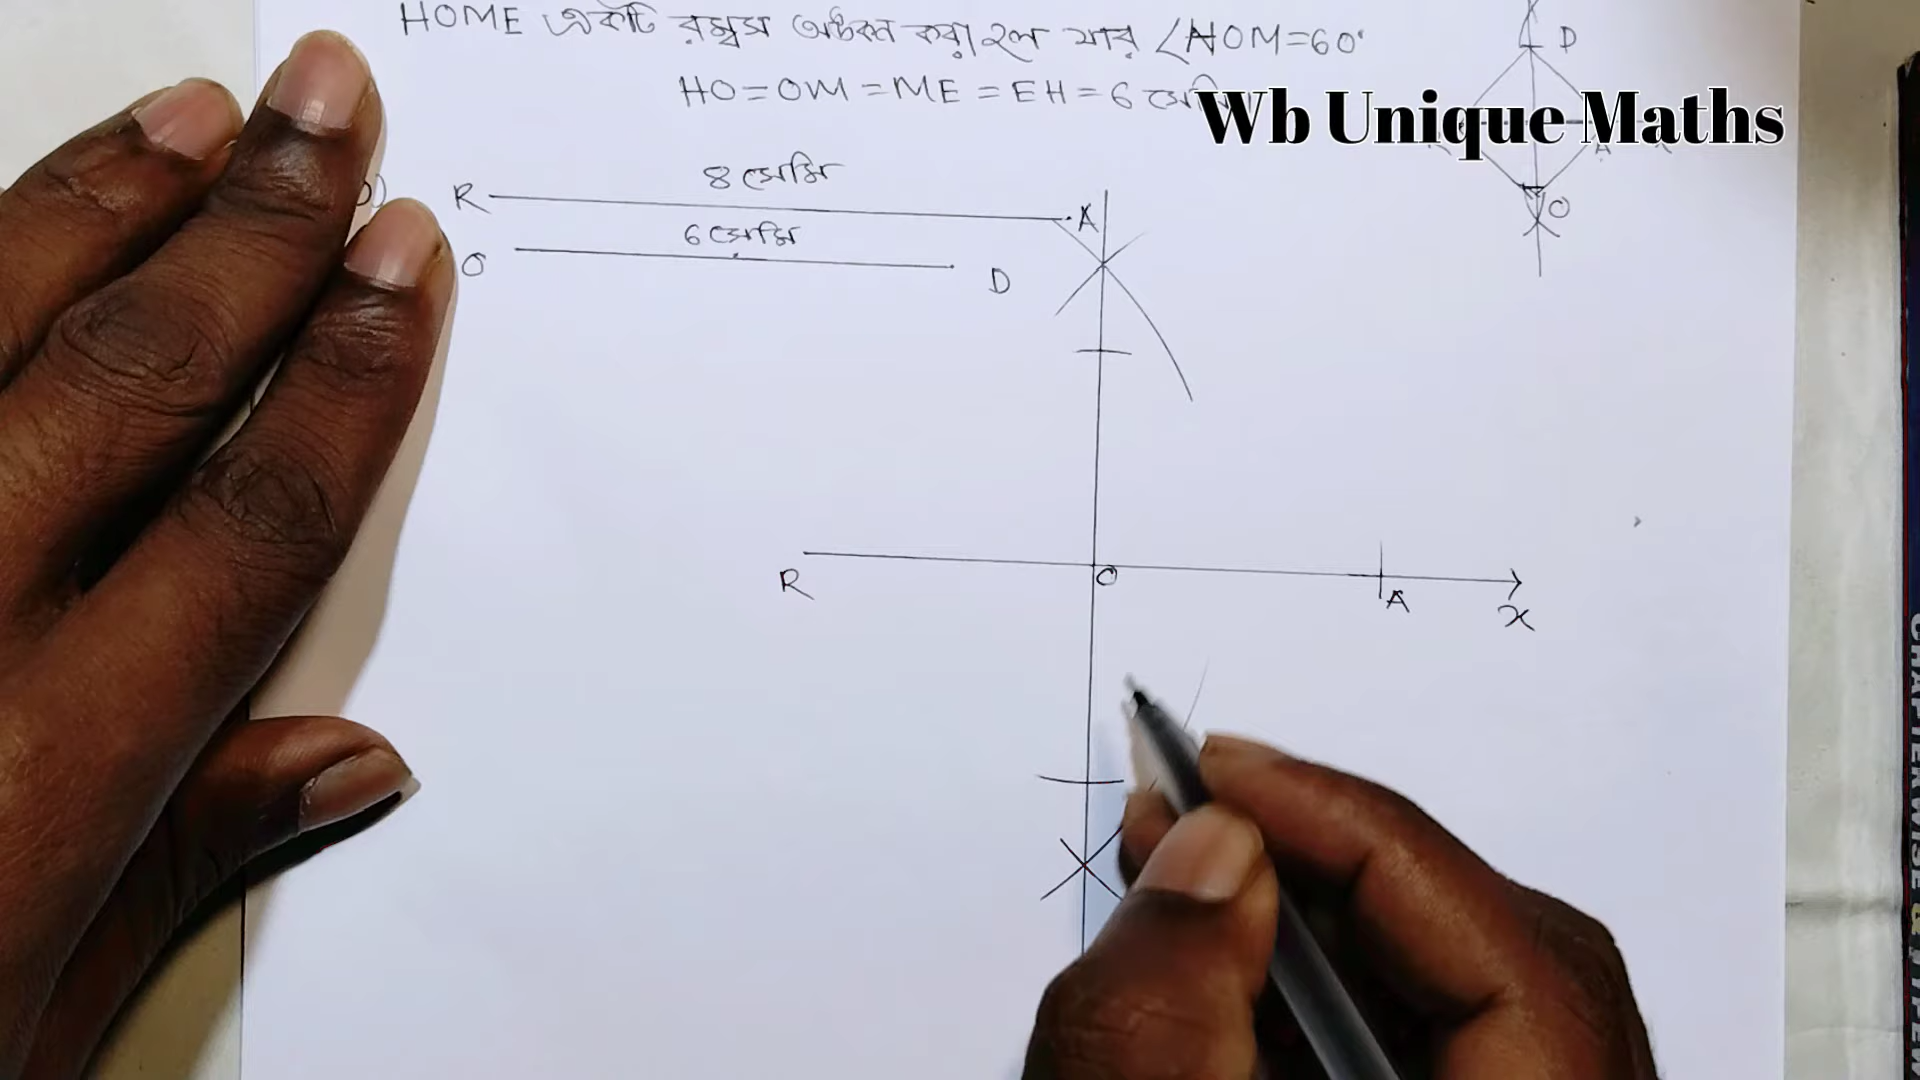 HOME একটি রম্বস অঙ্কন করা হল যার ∠HOM=60°
HO=OM=ME=EH=6 সেমি
Wb Unique Maths
D
A
O
R 8 সেমি A
6 সেমি
O D
R O A x
CHAPTERWISE &